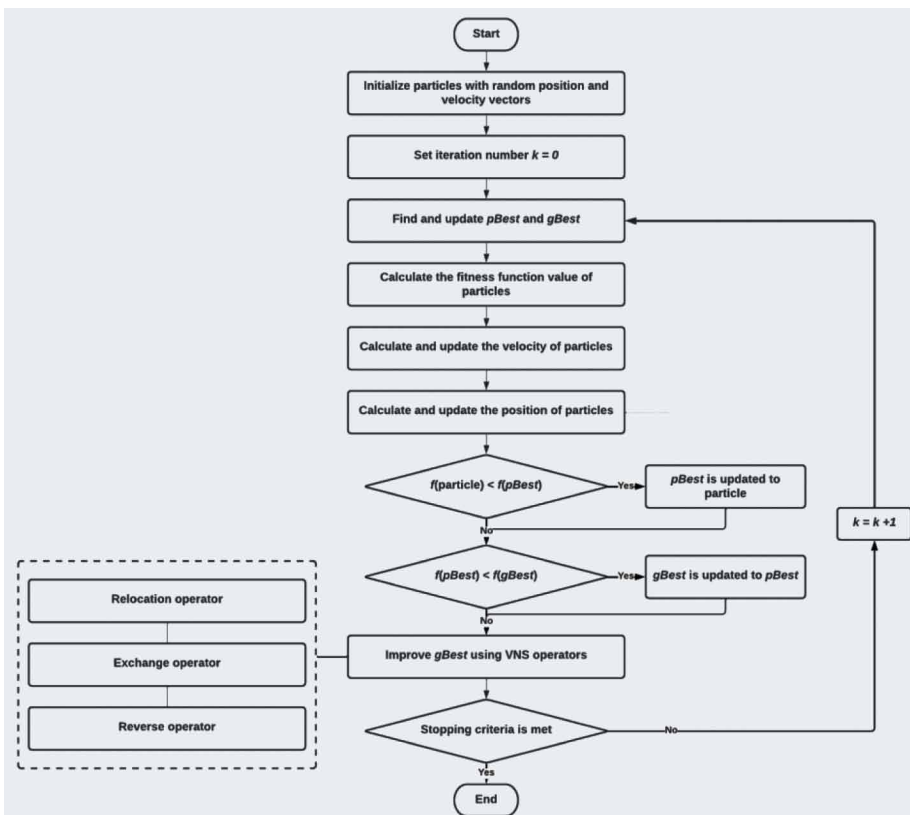 Start
Initialize particles with random position and
velocity vectors
Set iteration number k = 0
Find and update pBest and gBest
Calculate the fitness function value of
particles
Calculate and update the velocity of particles
Calculate and update the position of particles
f(particle) < f(pBest)
Yes
pBest is updated to
particle
k = k +1
No
f(pBest) < f(gBest)
Yes
gBest is updated to pBest
No
Relocation operator
Exchange operator
Reverse operator
Improve gBest using VNS operators
Stopping criteria is met
No
Yes
End